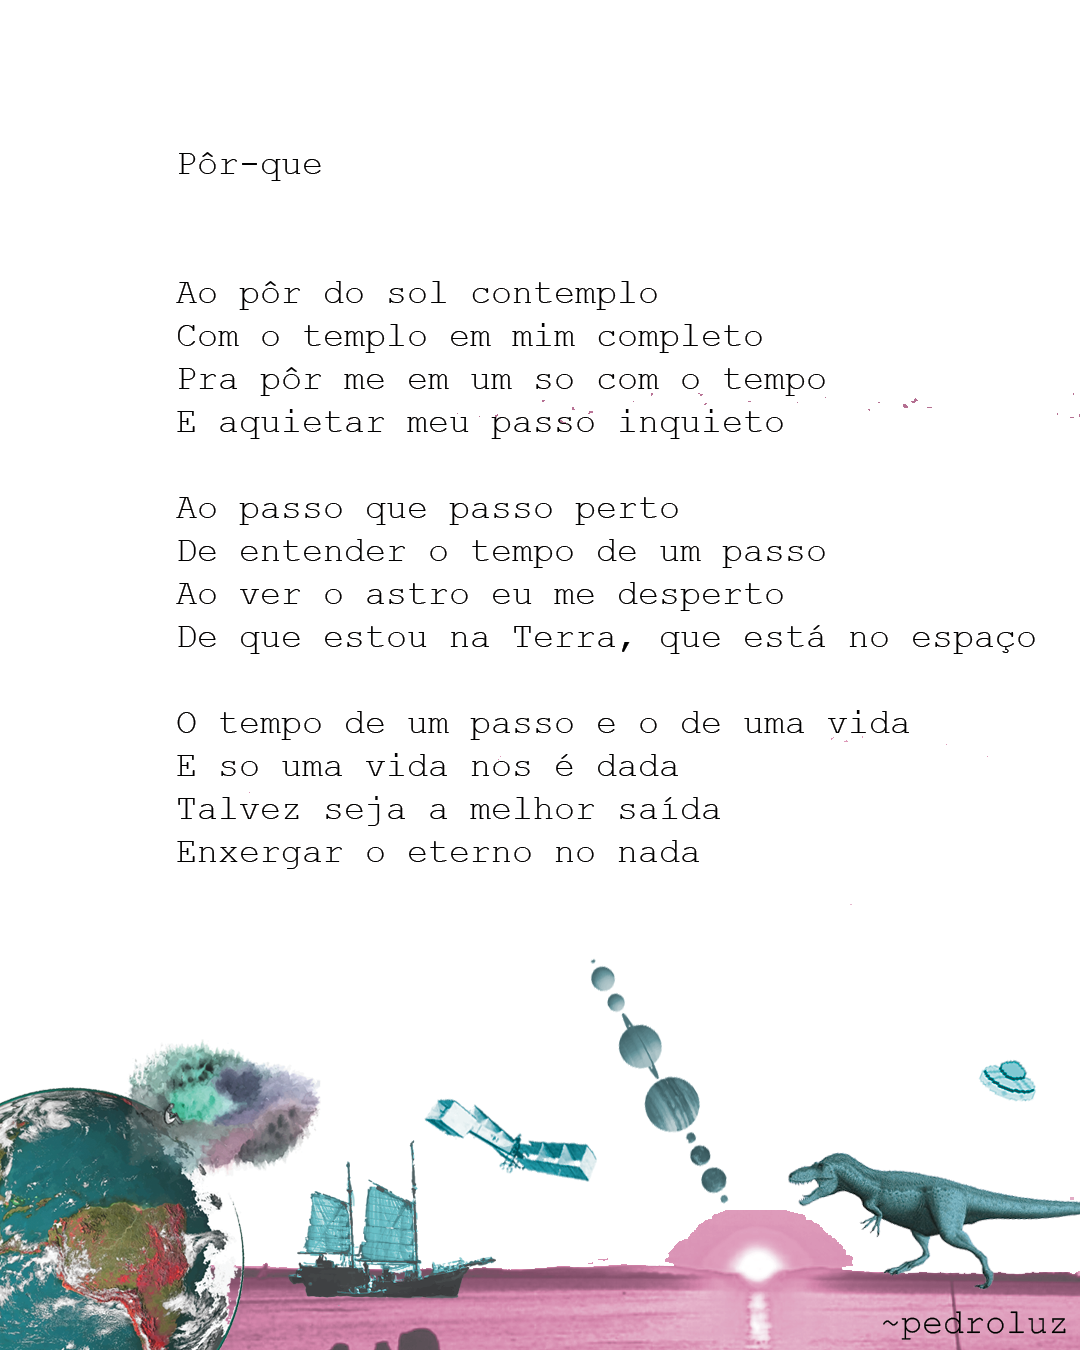 Pôr-que
Ao pôr do sol contemplo
Com o templo em mim completo
Pra pôr me em um so com o tempo
E aquietar meu passo inquieto
Ao passo que passo perto
De entender o tempo de um passo
Ao ver o astro eu me desperto
De que estou na Terra, que está no espaço
O tempo de um passo e o de uma vida
E so uma vida nos é dada
Talvez seja a melhor saída
Enxergar o eterno no nada
~pedroluz